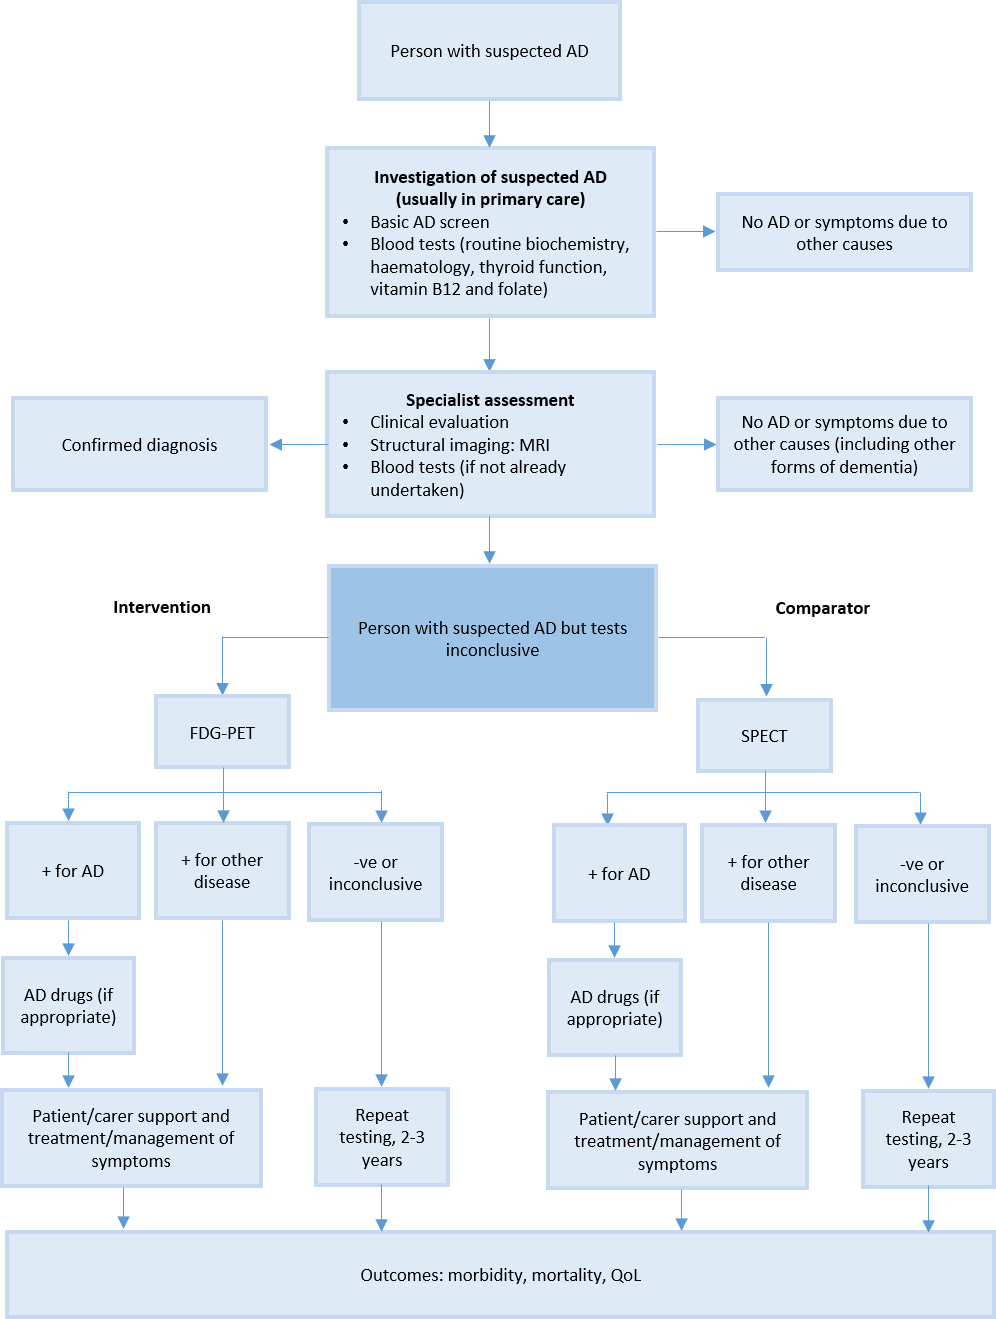 Person with suspected AD
Investigation of suspected AD
(usually in primary care)
• Basic AD screen
• Blood tests (routine biochemistry,
haematology, thyroid function,
vitamin B12 and folate)
No AD or symptoms due to
other causes
Confirmed diagnosis
Specialist assessment
• Clinical evaluation
• Structural imaging: MRI
• Blood tests (if not already
undertaken)
No AD or symptoms due to
other causes (including other
forms of dementia)
Intervention
Person with suspected AD but tests
inconclusive
Comparator
FDG-PET
SPECT
+ for AD
+ for other
disease
-ve or
inconclusive
+ for AD
+ for other
disease
-ve or
inconclusive
AD drugs (if
appropriate)
AD drugs (if
appropriate)
Patient/carer support and
treatment/management of
symptoms
Repeat
testing, 2-3
years
Patient/carer support and
treatment/management of
symptoms
Repeat
testing, 2-3
years
Outcomes: morbidity, mortality, QoL